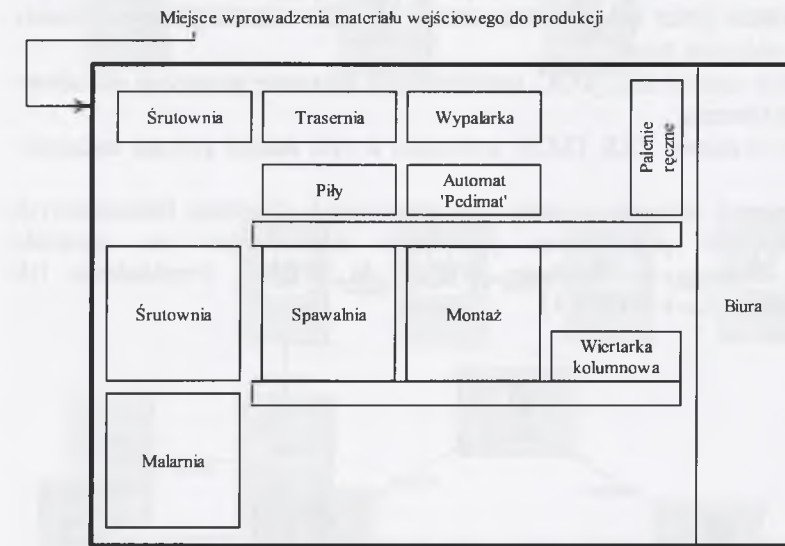 Miejsce wprowadzenia materiału wejściowego do produkcji
Śrutownia
Trasernia
Wypalarka
Palenie
ręczne
Piły
Automat
'Pedimat'
Śrutownia
Spawalnia
Montaż
Biura
Wiertarka
kolumnowa
Malarnia